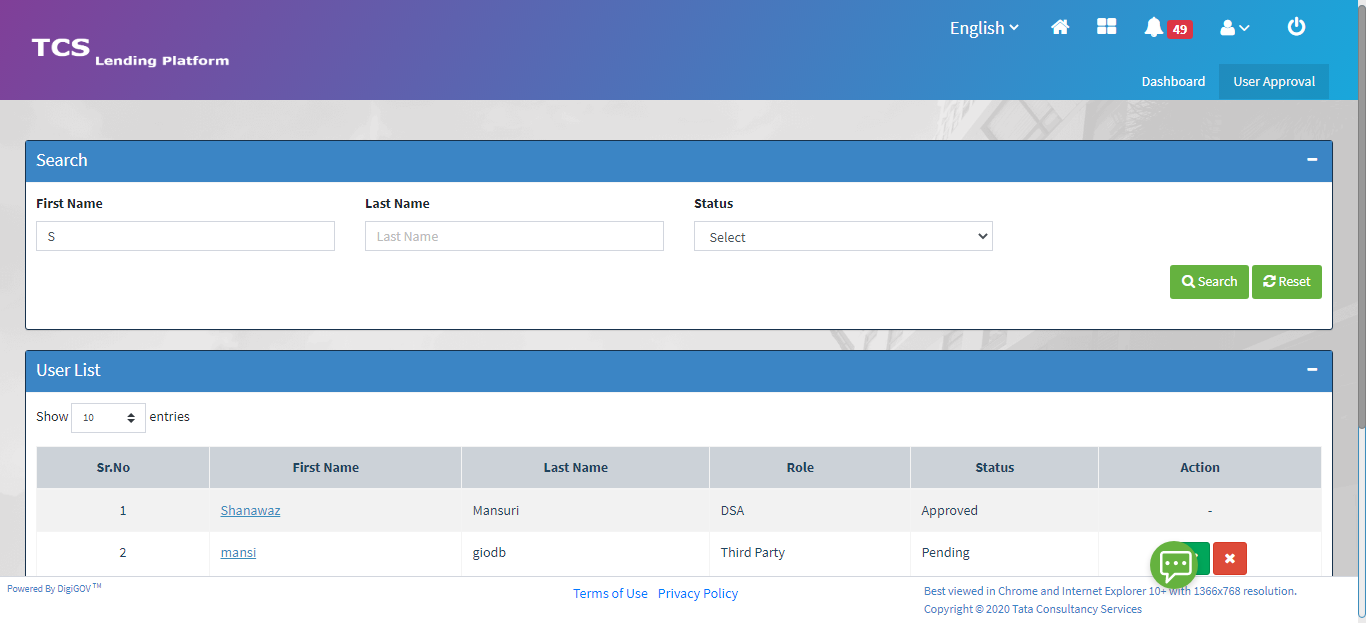 English 49
TCS Lending Platform
Dashboard User Approval
Search
First Name Last Name Status
S Last Name Select
Search Reset
User List
Show 10 entries
Sr.No First Name Last Name Role Status Action
1 Shanawaz Mansuri DSA Approved -
2 mansi giodb Third Party Pending
Powered By DigiGOV™ Terms of Use Privacy Policy Best viewed in Chrome and Internet Explorer 10+ with 1366x768 resolution.
Copyright © 2020 Tata Consultancy Services